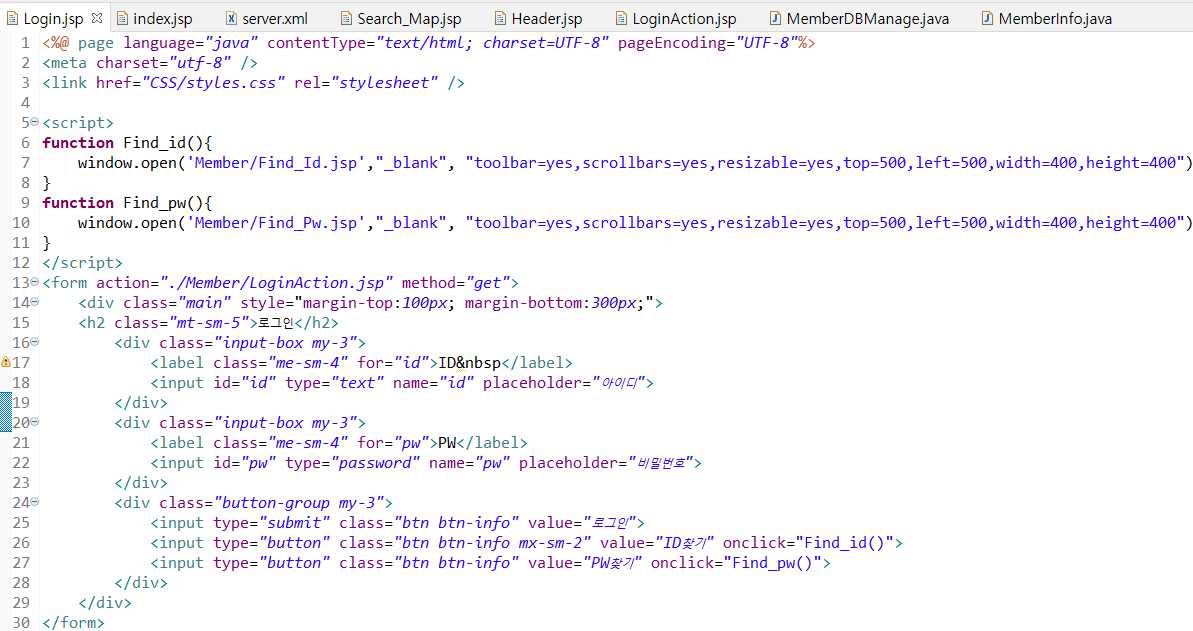 Login.jsp index.jsp server.xml Search_Map.jsp Header.jsp LoginAction.jsp MemberDBManage.java MemberInfo.java
1 <%@ page language="java" contentType="text/html; charset=UTF-8" pageEncoding="UTF-8"%>
2 <meta charset="utf-8" />
3 <link href="CSS/styles.css" rel="stylesheet" />
4
5 <script>
6 function Find_id(){
7 window.open('Member/Find_Id.jsp',"_blank", "toolbar=yes,scrollbars=yes,resizable=yes,top=500,left=500,width=400,height=400")
8 }
9 function Find_pw(){
10 window.open('Member/Find_Pw.jsp',"_blank", "toolbar=yes,scrollbars=yes,resizable=yes,top=500,left=500,width=400,height=400")
11 }
12 </script>
13 <form action="./Member/LoginAction.jsp" method="get">
14 <div class="main" style="margin-top:100px; margin-bottom:300px;">
15 <h2 class="mt-sm-5">로그인</h2>
16 <div class="input-box my-3">
17 <label class="me-sm-4" for="id">ID&nbsp</label>
18 <input id="id" type="text" name="id" placeholder="아이디">
19 </div>
20 <div class="input-box my-3">
21 <label class="me-sm-4" for="pw">PW</label>
22 <input id="pw" type="password" name="pw" placeholder="비밀번호">
23 </div>
24 <div class="button-group my-3">
25 <input type="submit" class="btn btn-info" value="로그인">
26 <input type="button" class="btn btn-info mx-sm-2" value="ID찾기" onclick="Find_id()">
27 <input type="button" class="btn btn-info" value="PW찾기" onclick="Find_pw()">
28 </div>
29 </div>
30 </form>